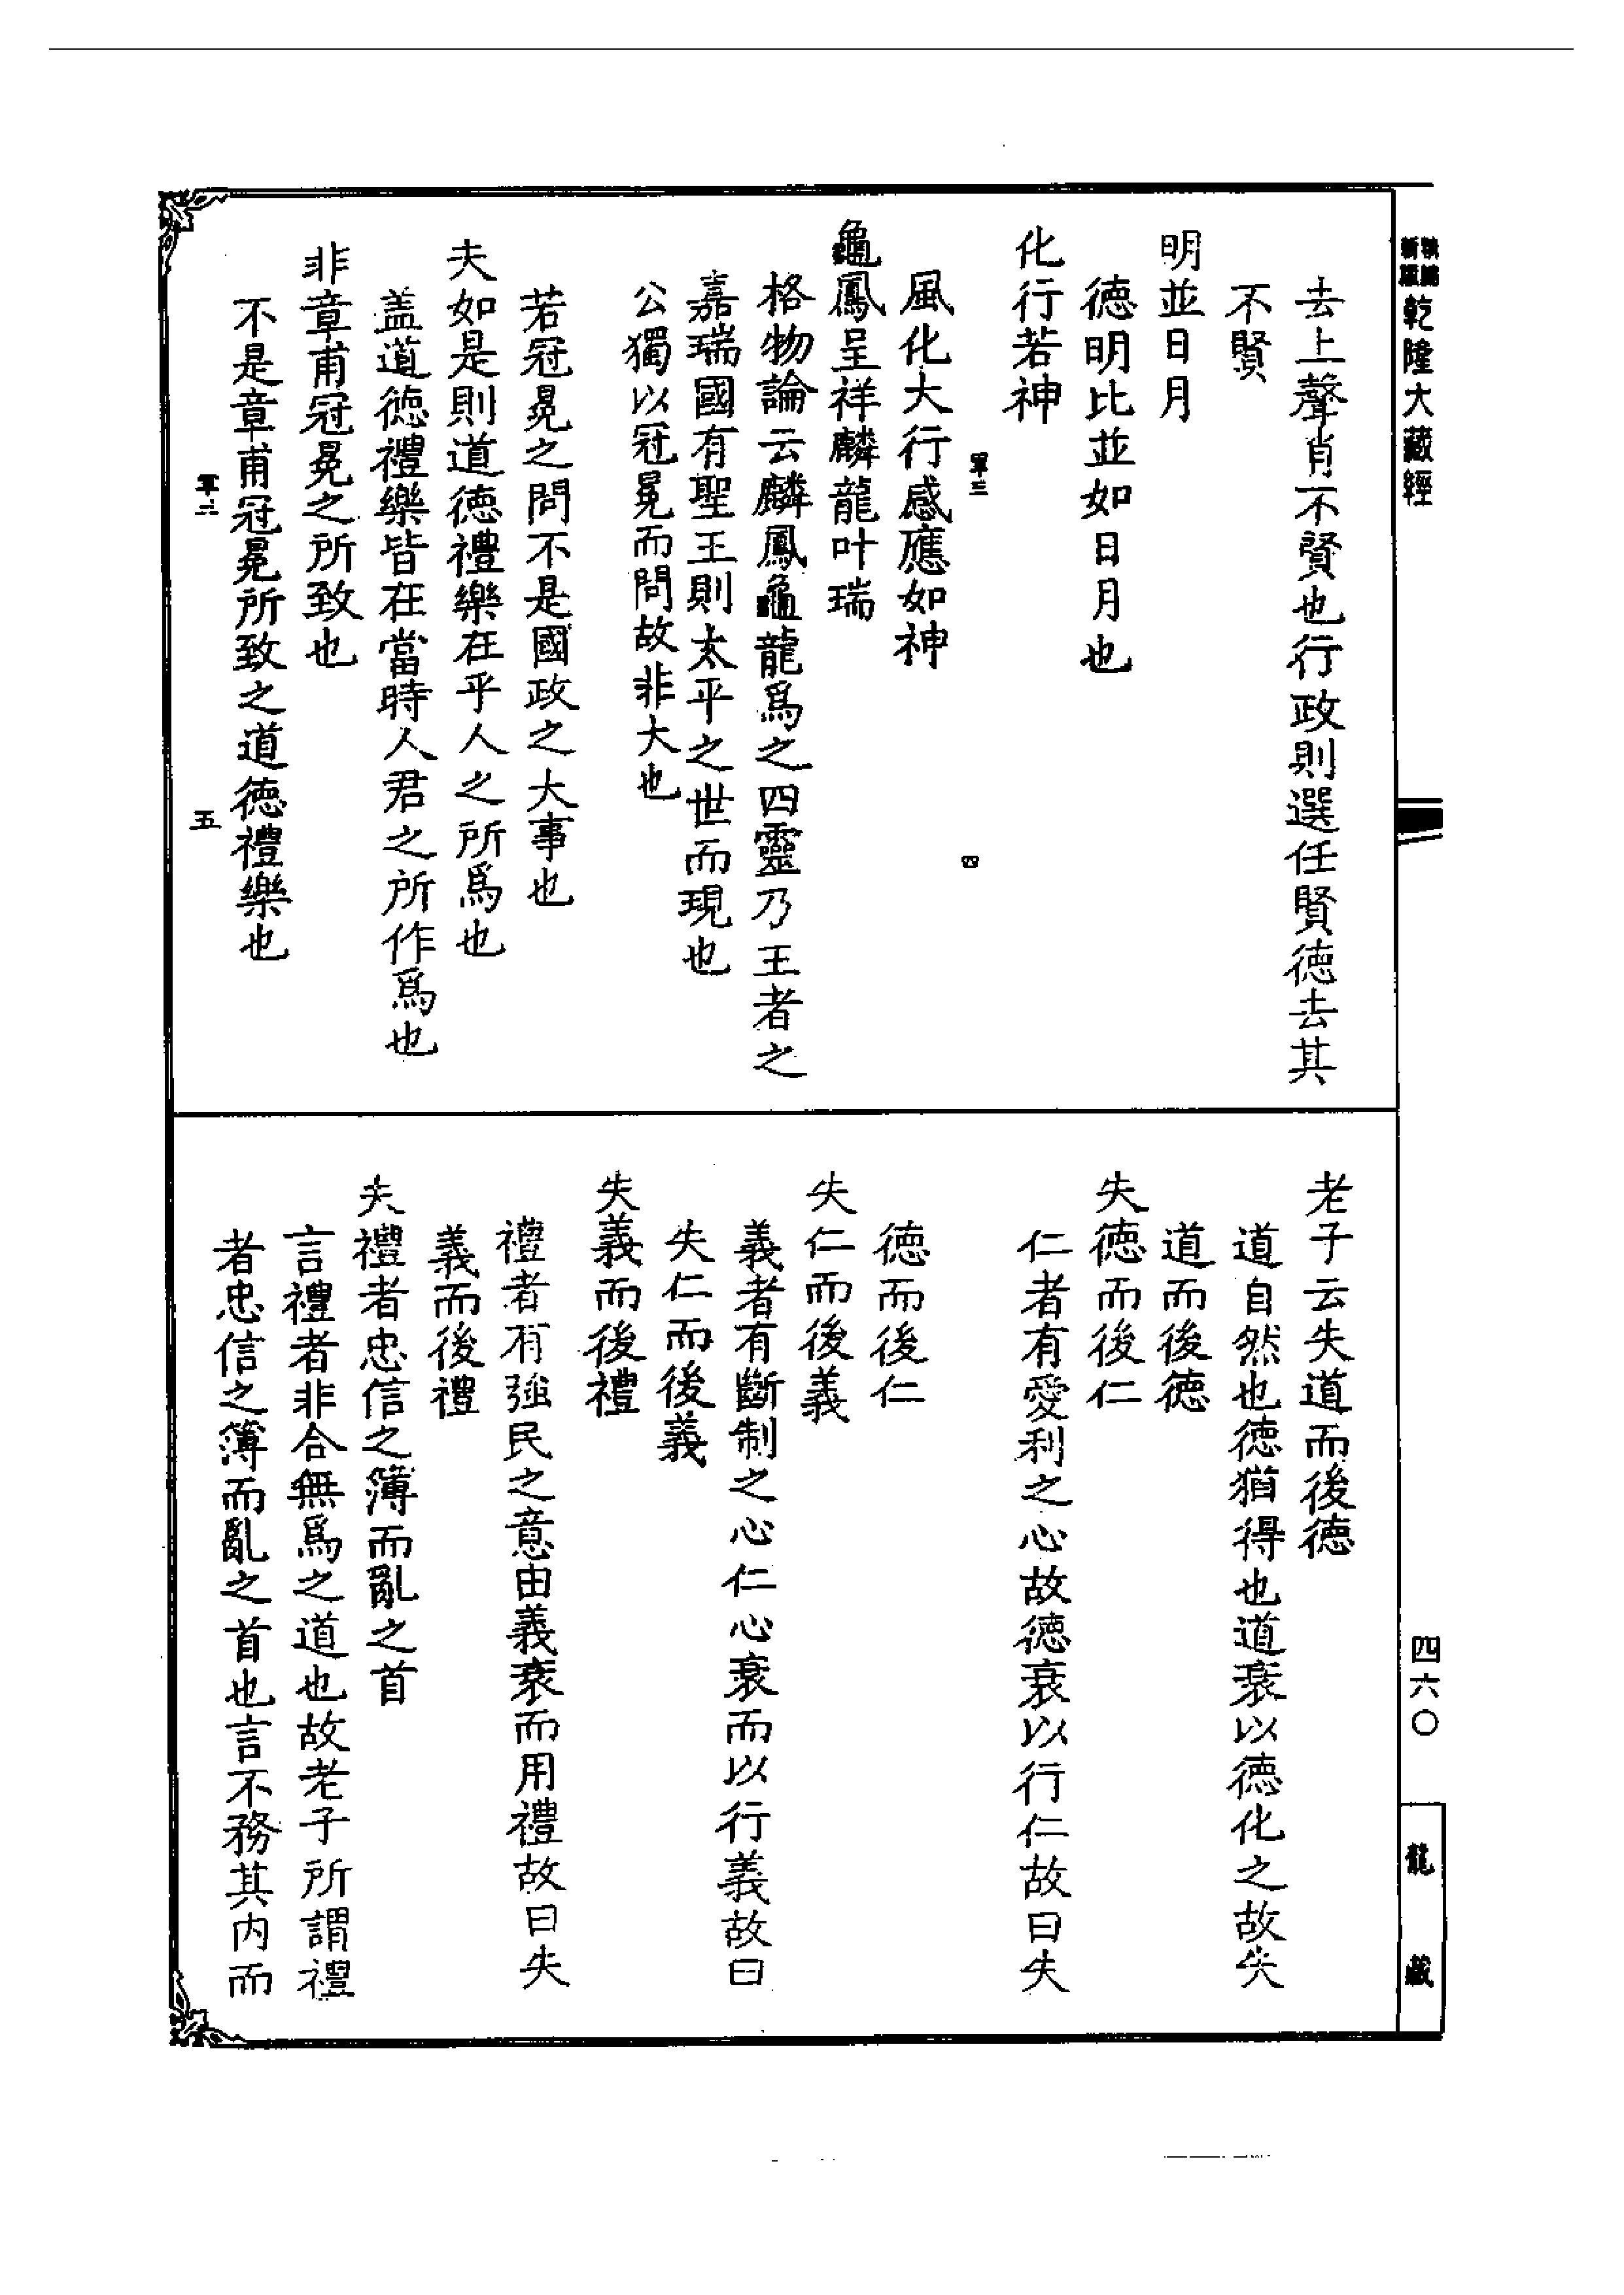 乾隆大藏經
去上聲肖不賢也行政則選任賢德去其
不賢
明並日月
德明比並如日月也
化行若神
軍三
四
風化大行感應如神
龜鳳呈祥麟龍叶瑞
格物論云麟鳳龜龍爲之四靈乃王者之
嘉瑞國有聖王則太平之世而現也
公獨以冠冕而問故非大也
若冠冕之問不是國政之大事也
夫如是則道德禮樂在乎人之所爲也
盖道德禮樂皆在當時人君之所作爲也
非章甫冠冕之所致也
不是章甫冠冕所致之道德禮樂也
五
老子云失道而後德
道自然也德猶得也道衰以德化之故失
道而後德
失德而後仁
仁者有愛利之心故德衰以行仁故曰失
德而後仁
失仁而後義
義者有斷制之心仁心衰而以行義故曰
失仁而後義
失義而後禮
禮者有強民之意由義衰而用禮故曰失
義而後禮
夫禮者忠信之簿而亂之首
言禮者非合無爲之道也故老子所謂禮
者忠信之簿而亂之首也言不務其内而
四六〇
龍藏